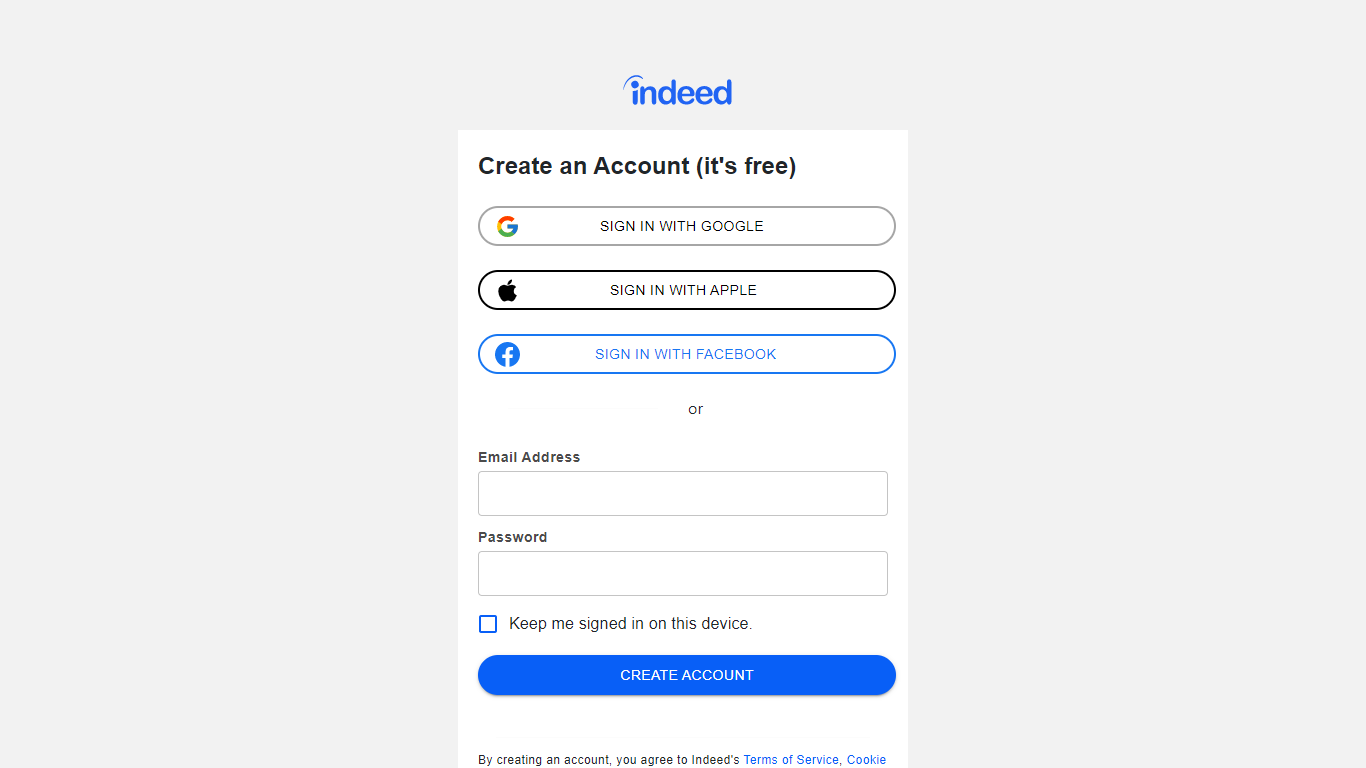 indeed
Create an Account (it's free)
SIGN IN WITH GOOGLE
SIGN IN WITH APPLE
SIGN IN WITH FACEBOOK
or
Email Address
Password
Keep me signed in on this device.
CREATE ACCOUNT
By creating an account, you agree to Indeed's Terms of Service, Cookie